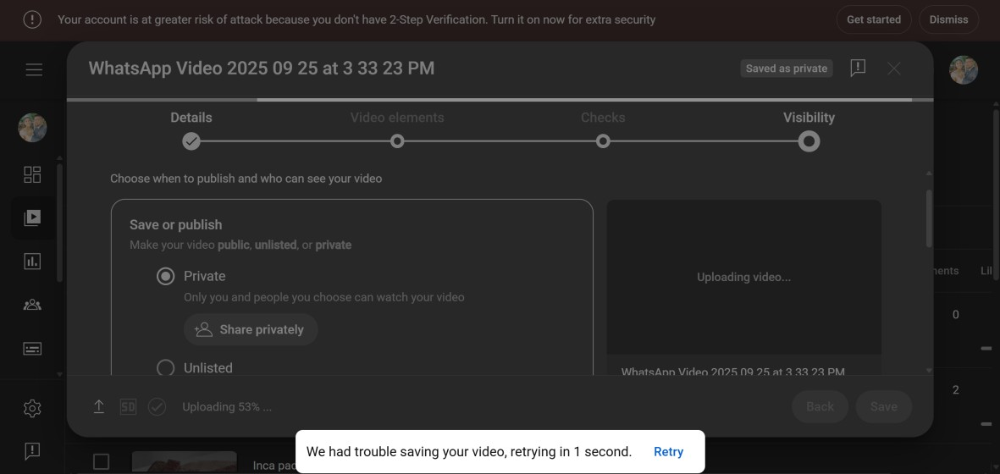 Your account is at greater risk of attack because you don't have 2-Step Verification. Turn it on now for extra security
Get started
Dismiss
WhatsApp Video 2025 09 25 at 3 33 23 PM
Saved as private
Details
Video elements
Checks
Visibility
Choose when to publish and who can see your video
Save or publish
Make your video public, unlisted, or private
Private
Only you and people you choose can watch your video
Share privately
Unlisted
Uploading video...
WhatsApp Video 2025 09 25 at 3 33 23 PM
0
2
SD
Uploading 53% ...
Back
Save
We had trouble saving your video, retrying in 1 second.
Retry
Inca